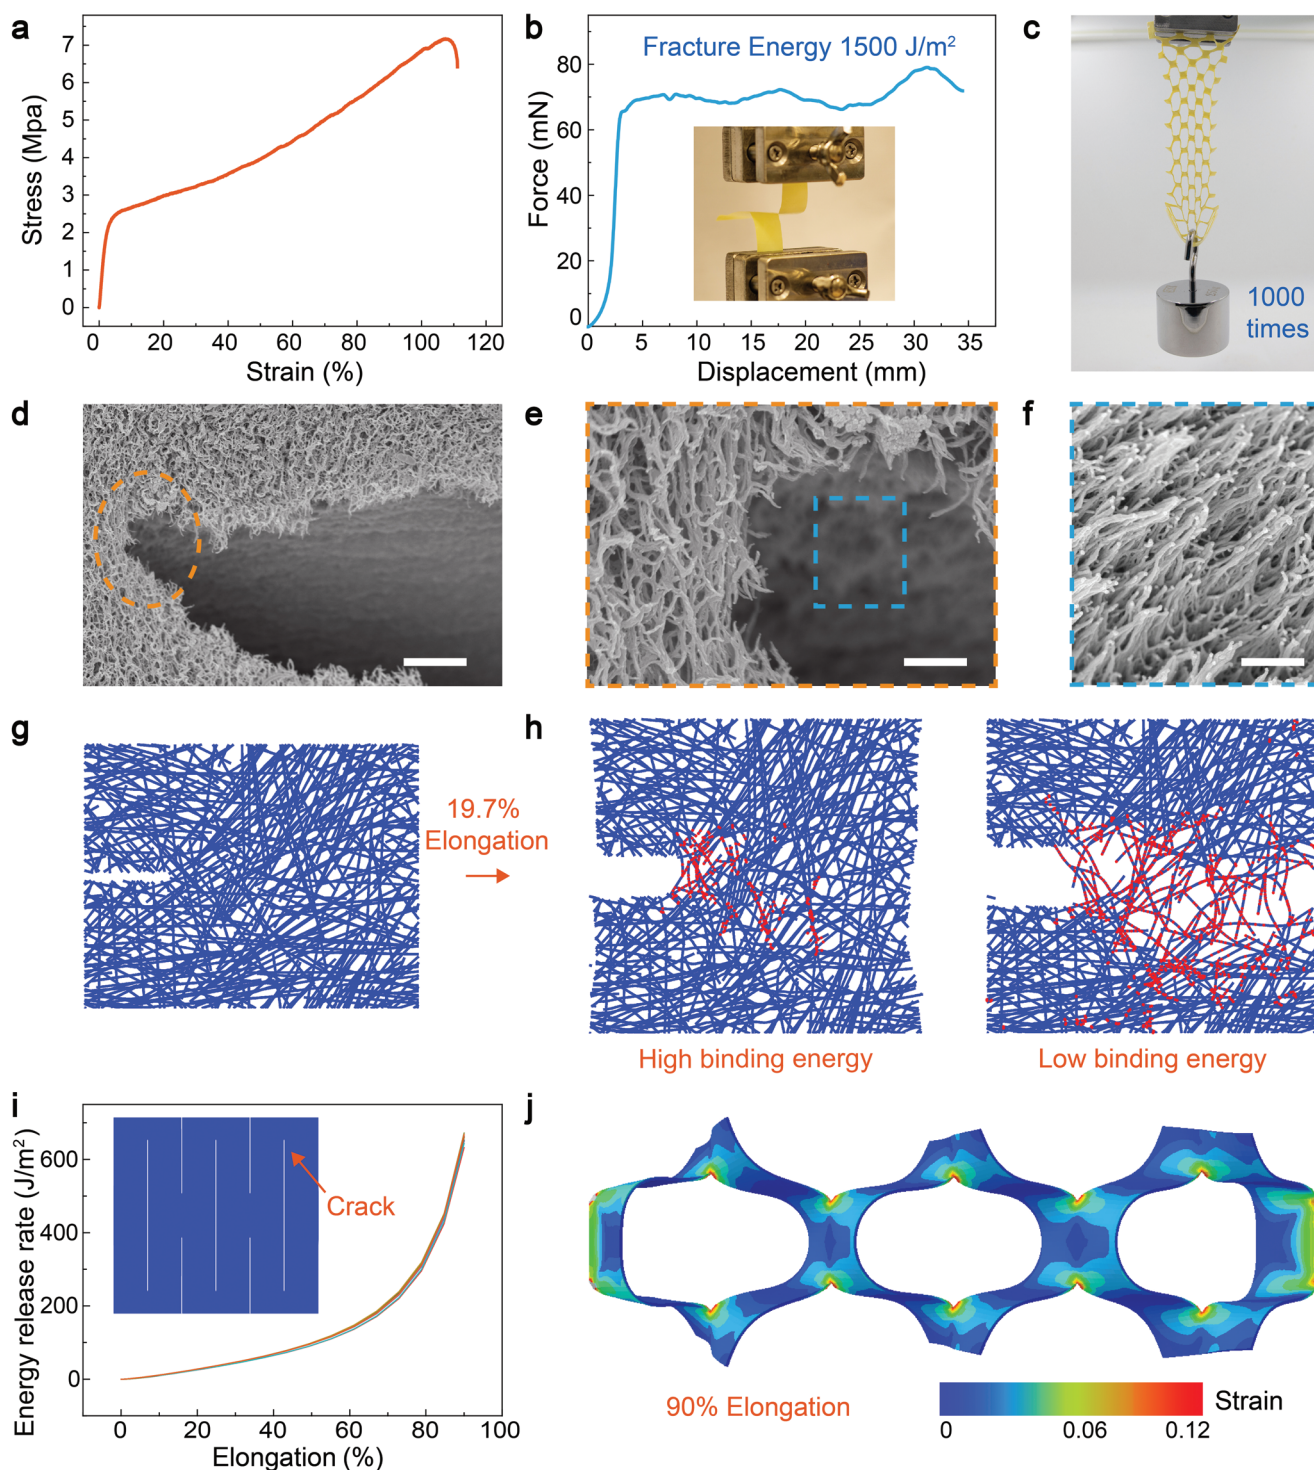 a
Stress (Mpa)
7
6
5
4
3
2
1
0
0 20 40 60 80 100 120
Strain (%)
b
Fracture Energy 1500 J/m²
Force (mN)
80
60
40
20
0
0 5 10 15 20 25 30 35
Displacement (mm)
c
1000
times
d
e
f
g
19.7%
Elongation
h
High binding energy
Low binding energy
i
Energy release rate (J/m²)
600
400
200
0
Crack
0 20 40 60 80 100
Elongation (%)
j
90% Elongation
Strain
0 0.06 0.12